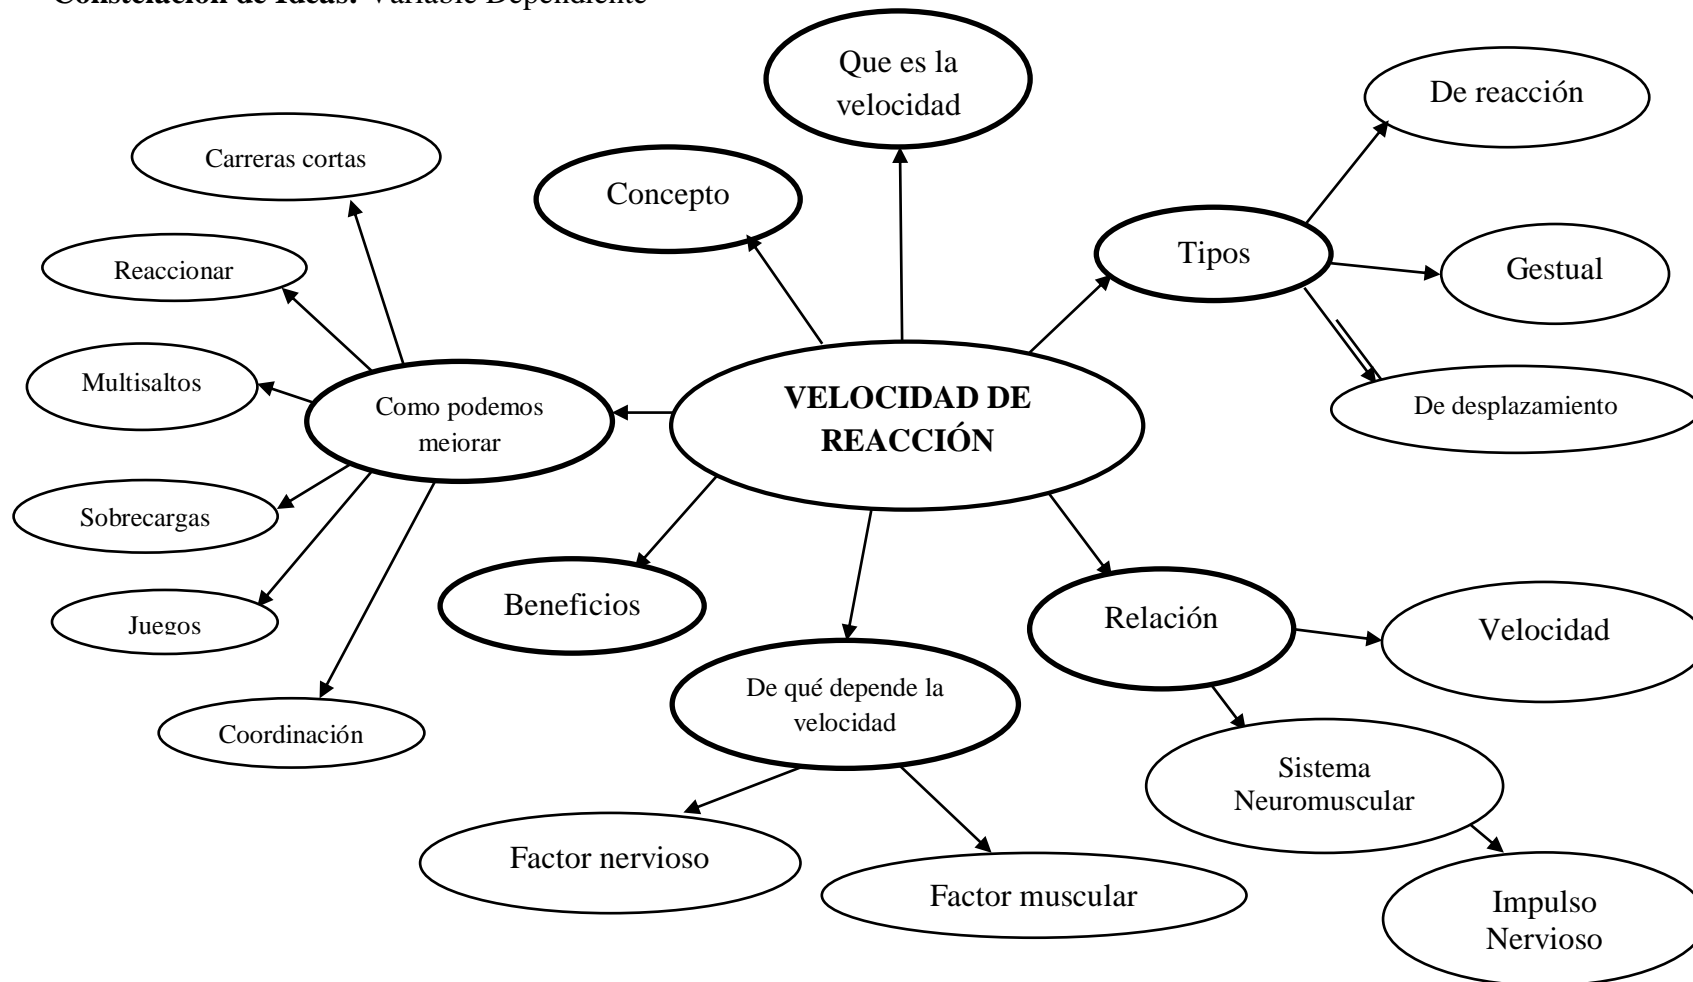 Constelación de Ideas: Variable Dependiente
Que es la
velocidad
De reacción
Carreras cortas
Concepto
Tipos
Reaccionar
Gestual
Multisaltos
Como podemos
mejorar
VELOCIDAD DE
REACCIÓN
De desplazamiento
Sobrecargas
Beneficios
Relación
Velocidad
Juegos
De qué depende la
velocidad
Coordinación
Sistema
Neuromuscular
Factor nervioso
Factor muscular
Impulso
Nervioso